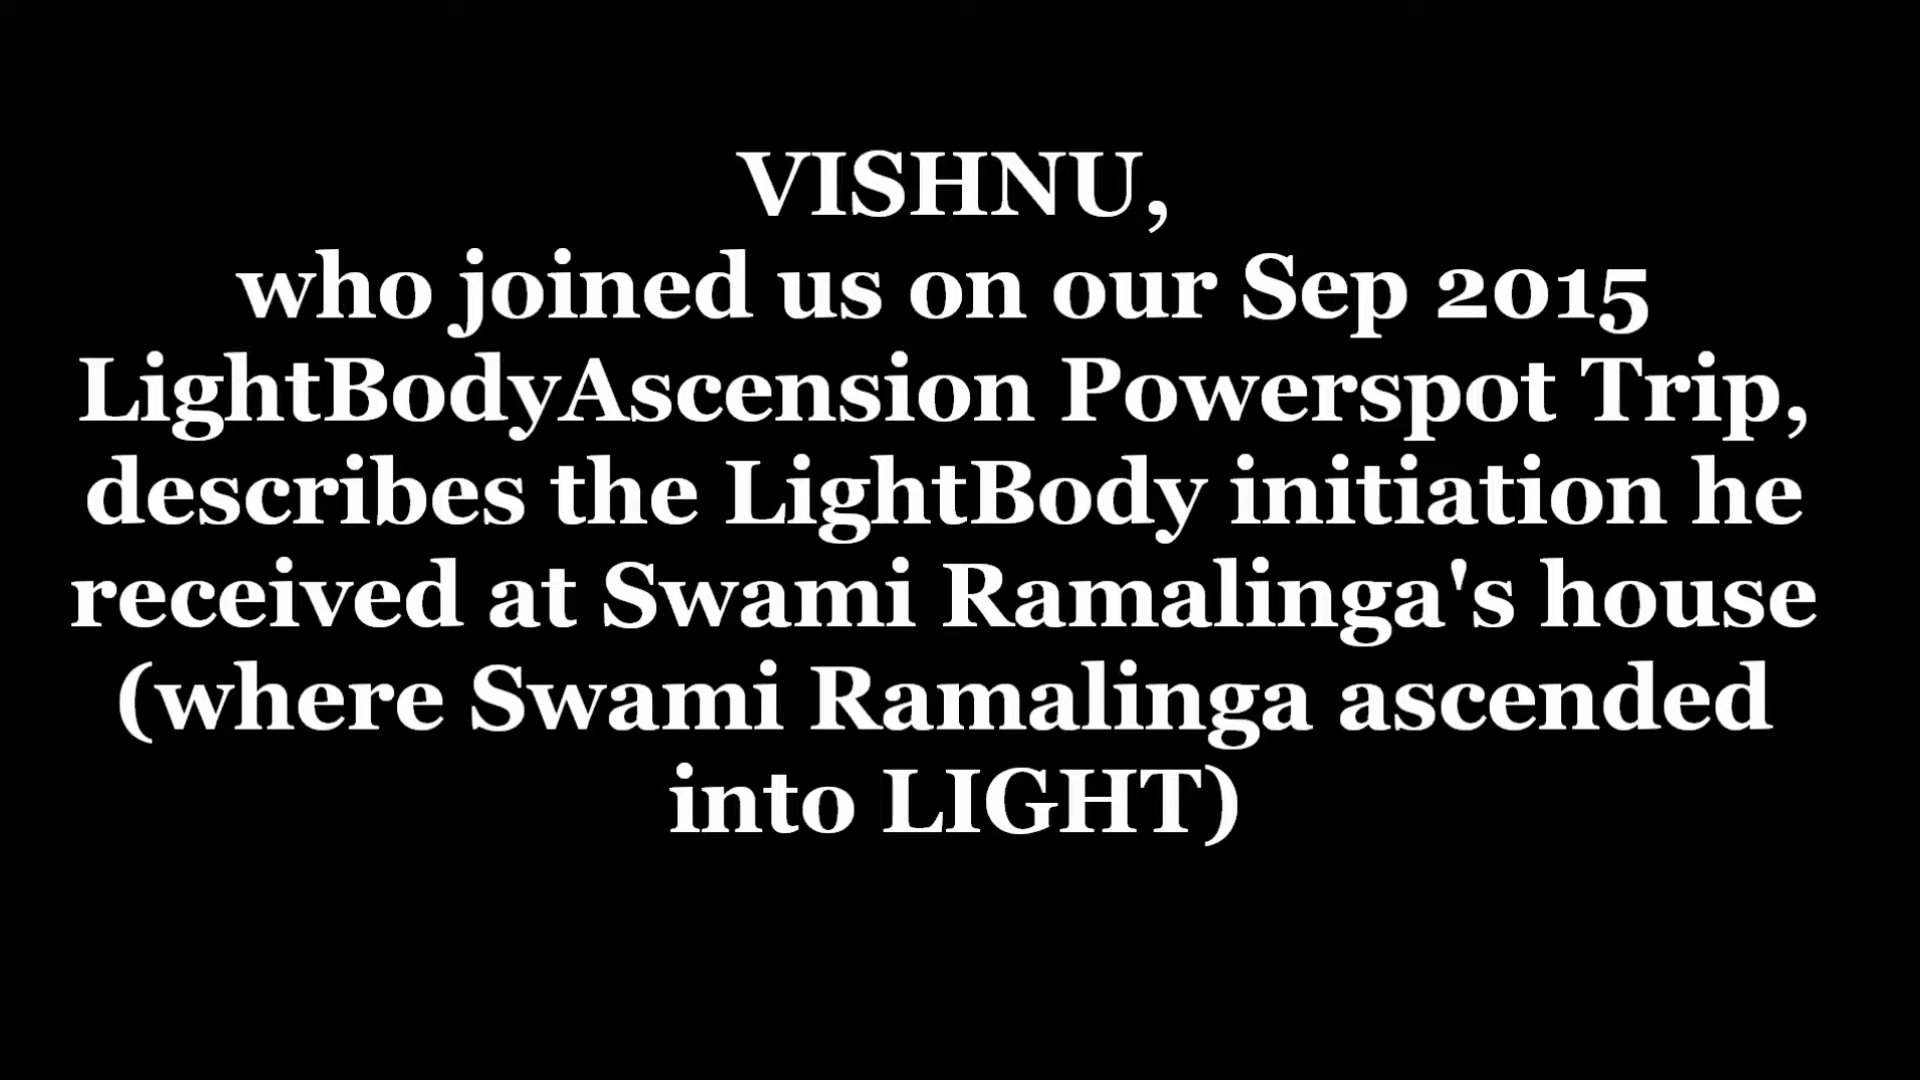 VISHNU,
who joined us on our Sep 2015
LightBodyAscension Powerspot Trip,
describes the LightBody initiation he
received at Swami Ramalinga's house
(where Swami Ramalinga ascended
into LIGHT)